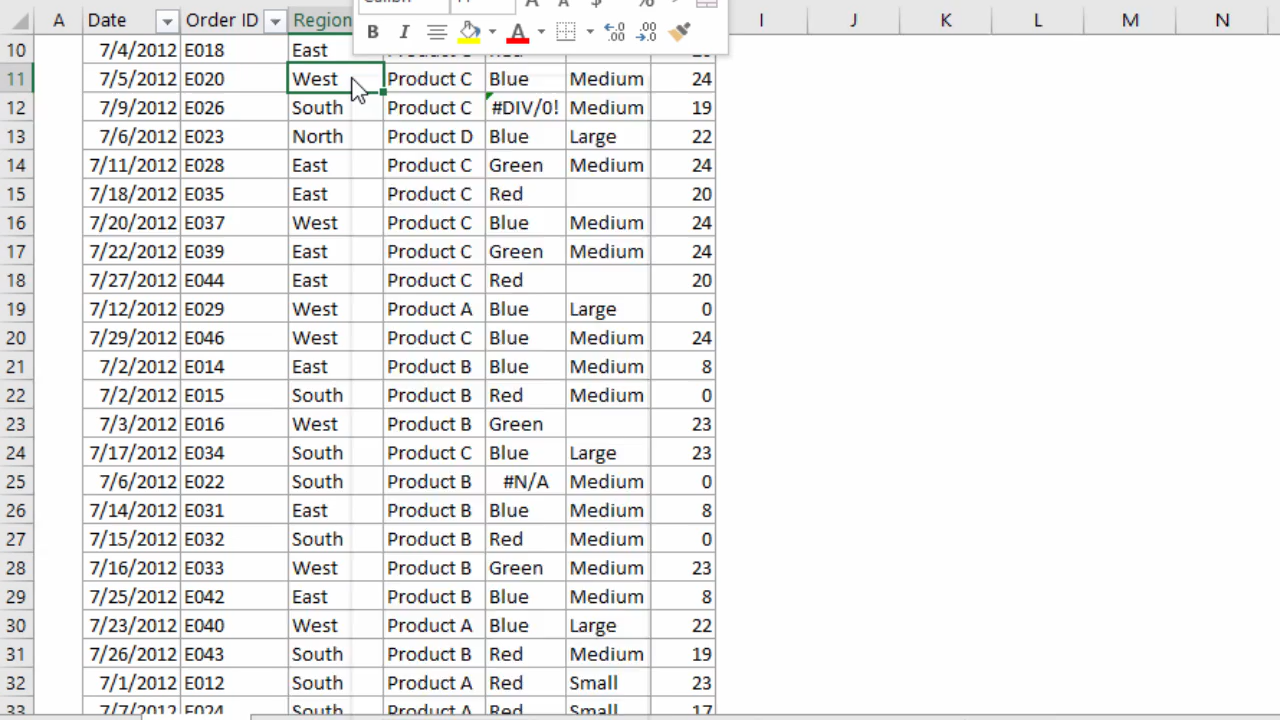 A Date Order ID Region I J K L M N
B I A
10 7/4/2012 E018 East
11 7/5/2012 E020 West Product C Blue Medium 24
12 7/9/2012 E026 South Product C #DIV/0! Medium 19
13 7/6/2012 E023 North Product D Blue Large 22
14 7/11/2012 E028 East Product C Green Medium 24
15 7/18/2012 E035 East Product C Red 20
16 7/20/2012 E037 West Product C Blue Medium 24
17 7/22/2012 E039 East Product C Green Medium 24
18 7/27/2012 E044 East Product C Red 20
19 7/12/2012 E029 West Product A Blue Large 0
20 7/29/2012 E046 West Product C Blue Medium 24
21 7/2/2012 E014 East Product B Blue Medium 8
22 7/2/2012 E015 South Product B Red Medium 0
23 7/3/2012 E016 West Product B Green 23
24 7/17/2012 E034 South Product C Blue Large 23
25 7/6/2012 E022 South Product B #N/A Medium 0
26 7/14/2012 E031 East Product B Blue Medium 8
27 7/15/2012 E032 South Product B Red Medium 0
28 7/16/2012 E033 West Product B Green Medium 23
29 7/25/2012 E042 East Product B Blue Medium 8
30 7/23/2012 E040 West Product A Blue Large 22
31 7/26/2012 E043 South Product B Red Medium 19
32 7/1/2012 E012 South Product A Red Small 23
33 7/7/2012 E024 South Product A Red Small 17